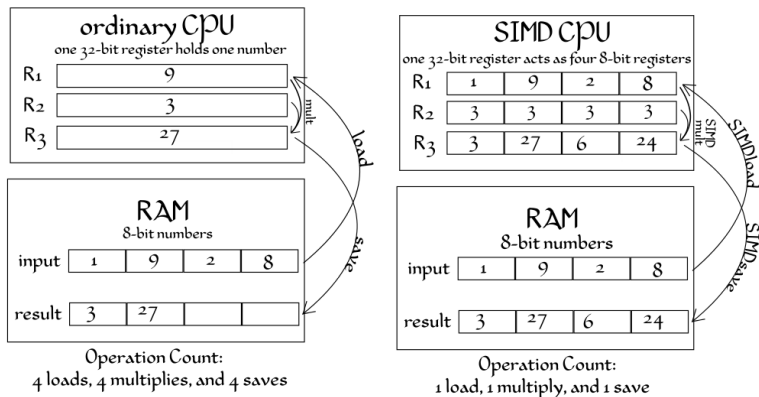 ordinary CPU
one 32-bit register holds one number
R1 9
R2 3
R3 27
mult
load
save
RAM
8-bit numbers
input 1 9 2 8
result 3 27
Operation Count:
4 loads, 4 multiplies, and 4 saves
SIMD CPU
one 32-bit register acts as four 8-bit registers
R1 1 9 2 8
R2 3 3 3 3
R3 3 27 6 24
SIMD
mult
SIMDload
SIMDsave
RAM
8-bit numbers
input 1 9 2 8
result 3 27 6 24
Operation Count:
1 load, 1 multiply, and 1 save